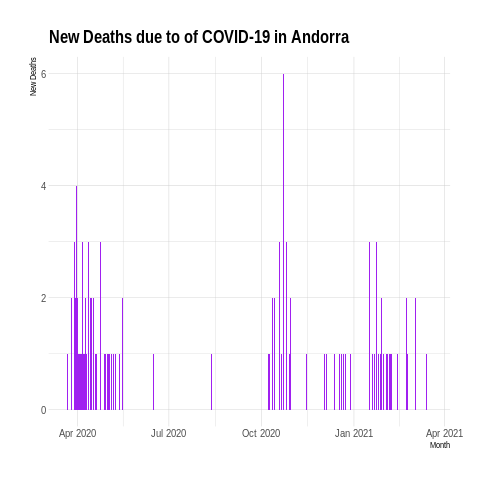 New Deaths due to of COVID-19 in Andorra
New Deaths
6
4
2
0
Apr 2020 Jul 2020 Oct 2020 Jan 2021 Apr 2021
Month